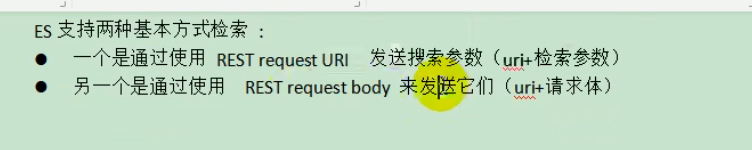 ES 支持两种基本方式检索 :
● 一个是通过使用 REST request URI 发送搜索参数（uri+检索参数）
● 另一个是通过使用 REST request body 来发送它们（uri+请求体）